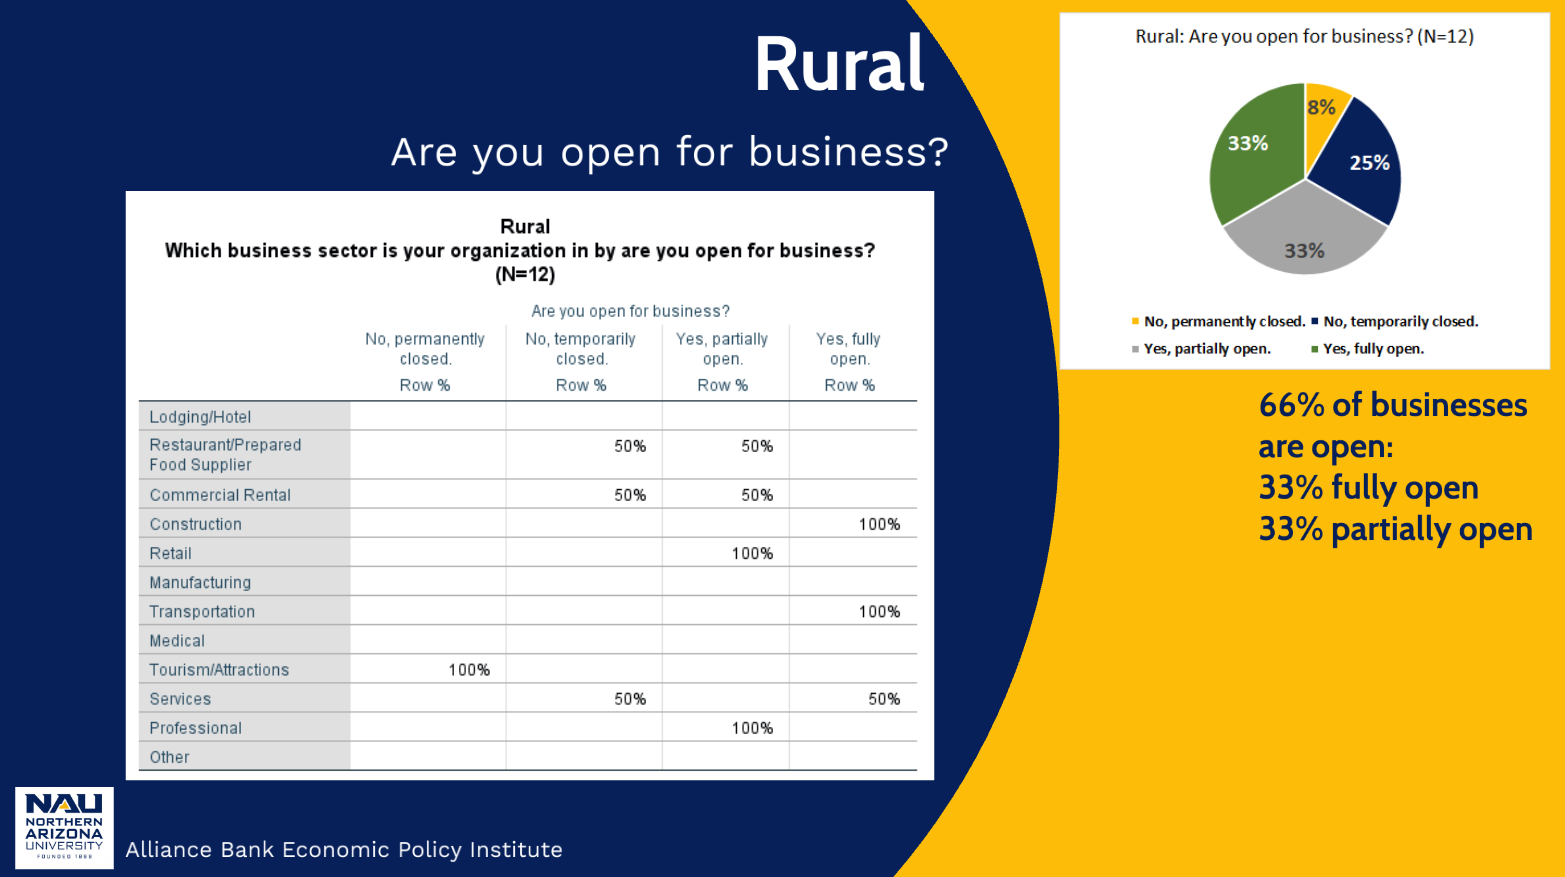 Rural
Are you open for business?
Rural
Which business sector is your organization in by are you open for business?
(N=12)
Are you open for business?
No, permanently closed. No, temporarily closed. Yes, partially open. Yes, fully open.
Row % Row % Row % Row %
Lodging/Hotel
Restaurant/Prepared Food Supplier 50% 50%
Commercial Rental 50% 50%
Construction 100%
Retail 100%
Manufacturing
Transportation 100%
Medical
Tourism/Attractions 100%
Services 50% 50%
Professional 100%
Other
Rural: Are you open for business? (N=12)
8%
25%
33%
33%
No, permanently closed. No, temporarily closed.
Yes, partially open. Yes, fully open.
66% of businesses
are open:
33% fully open
33% partially open
NAU
NORTHERN
ARIZONA
UNIVERSITY
FOUNDED 1899
Alliance Bank Economic Policy Institute